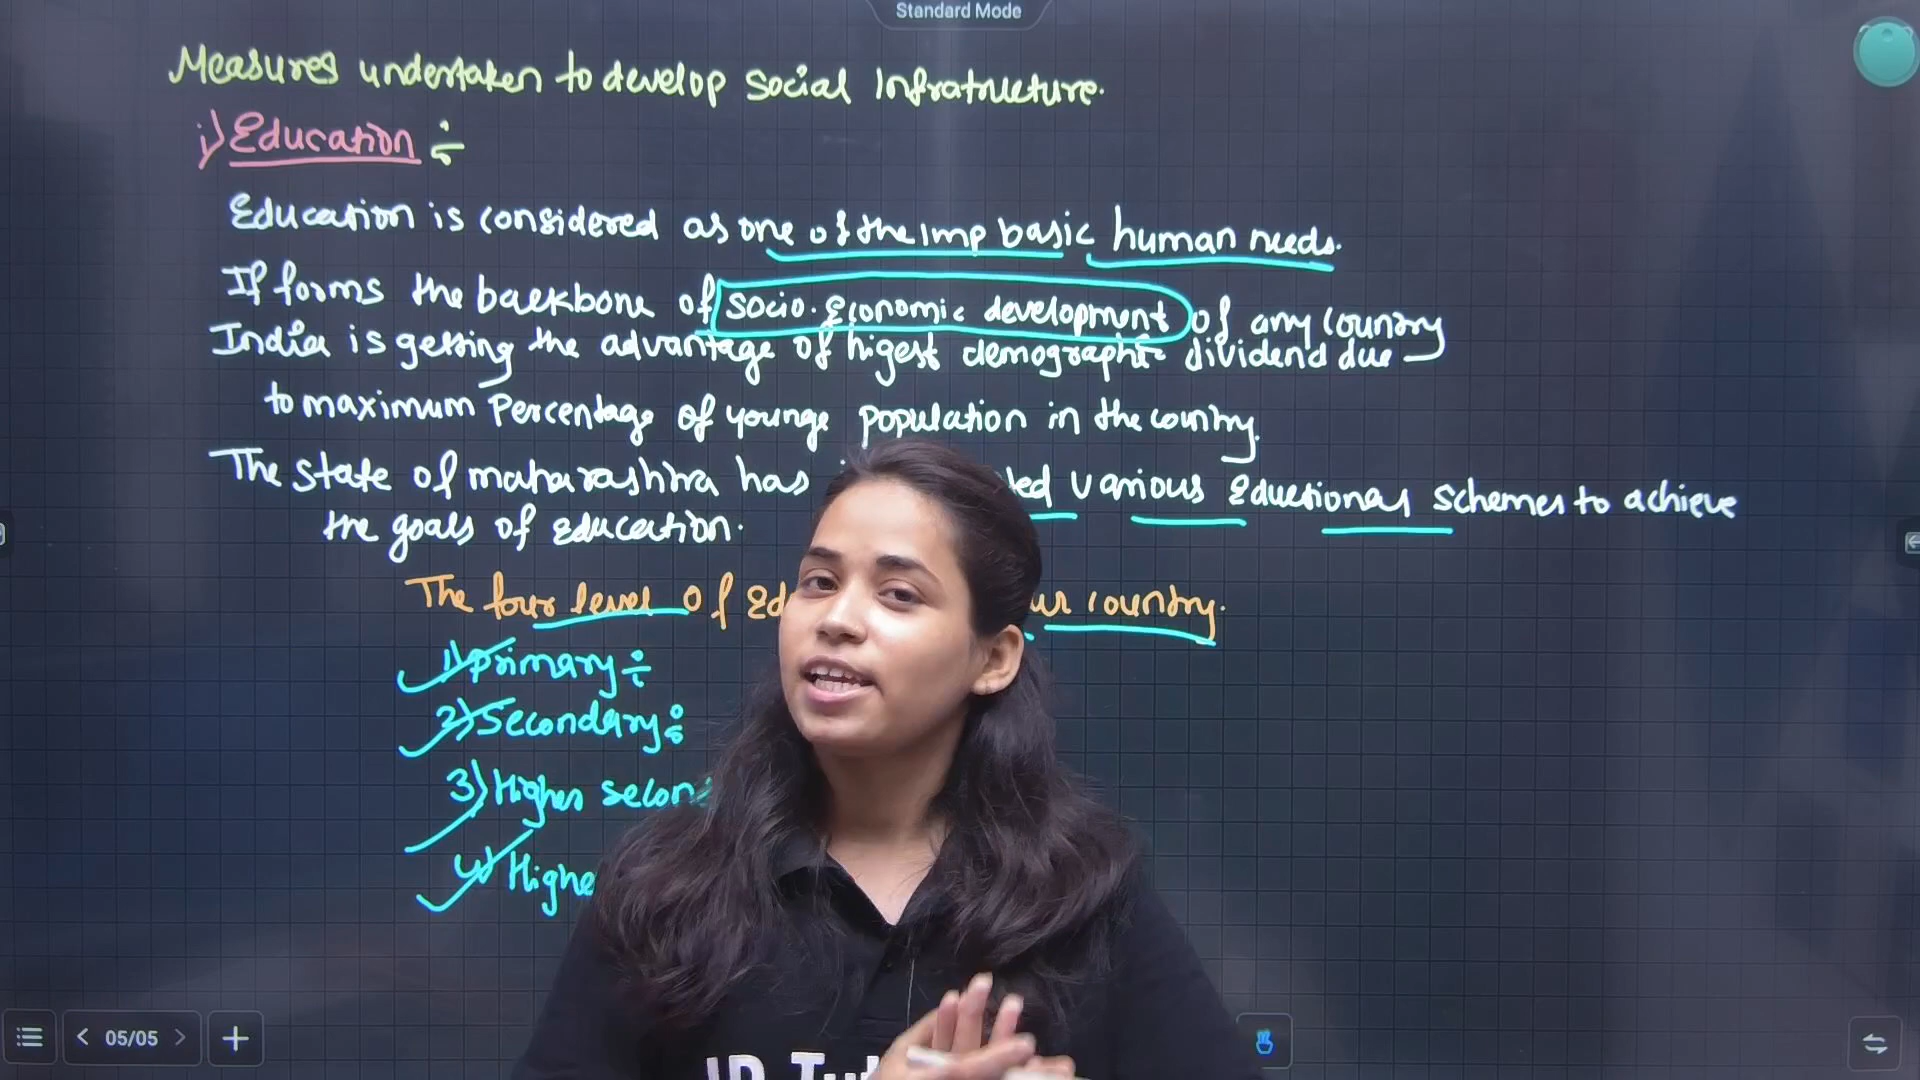 Standard Mode
Measures undertaken to develop social Infratructure.
i) Education ÷
Education is considered as one of the imp basic human needs.
If forms the backbone of socio-Economic development of any country
India is getting the advantage of higest demographic dividend due
to maximum Percentage of younge population in the country.
The state of maharashtra has various Eductional schemes to achieve
the goals of education.
The four level of country.
1) Primary ÷
2) Secondary ÷
3) Higher
4)
05/05